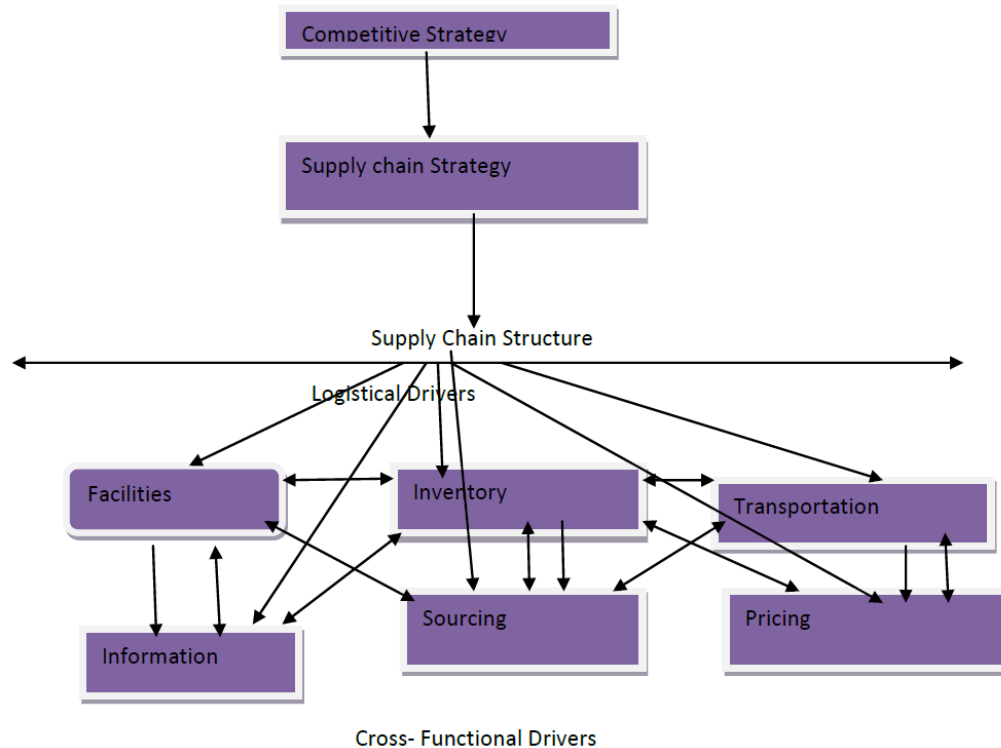 Competitive Strategy
Supply chain Strategy
Supply Chain Structure
Logistical Drivers
Facilities
Inventory
Transportation
Sourcing
Pricing
Information
Cross- Functional Drivers